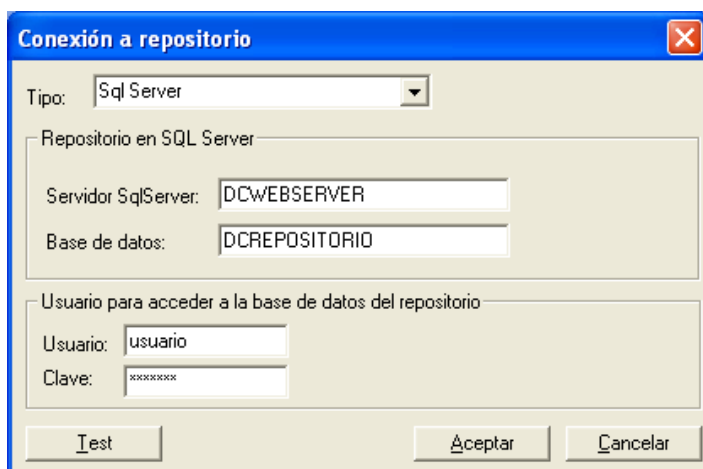 Conexión a repositorio
Tipo: Sql Server
Repositorio en SQL Server
Servidor SqlServer: DCWEBSERVER
Base de datos: DCREPOSITORIO
Usuario para acceder a la base de datos del repositorio
Usuario: usuario
Clave: xxxxxxx
Test Aceptar Cancelar